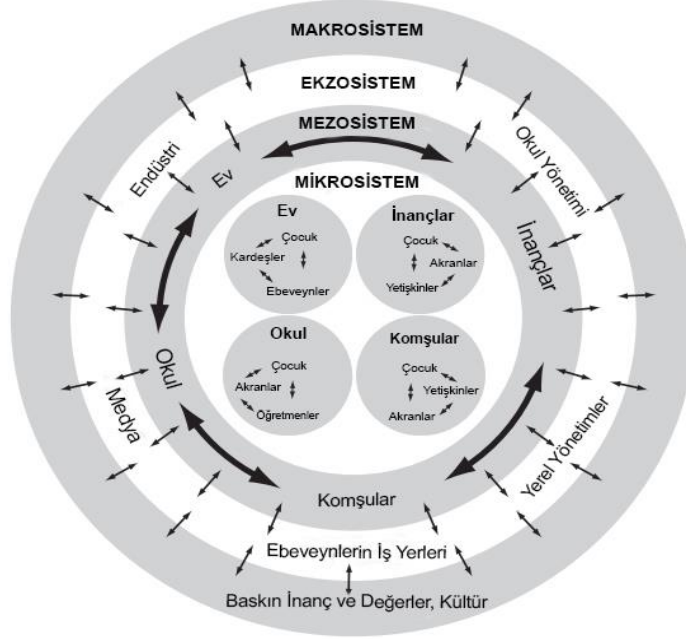 MAKROSİSTEM
EKZOSİSTEM
MEZOSİSTEM
MİKROSİSTEM
Endüstri
Okul Yönetimi
Ev
İnançlar
Ev
Çocuk
Kardeşler
Ebeveynler
İnançlar
Çocuk
Akranlar
Yetişkinler
Okul
Çocuk
Akranlar
Öğretmenler
Komşular
Çocuk
Yetişkinler
Akranlar
Okul
Medya
Yerel Yönetimler
Komşular
Ebeveynlerin İş Yerleri
Baskın İnanç ve Değerler, Kültür